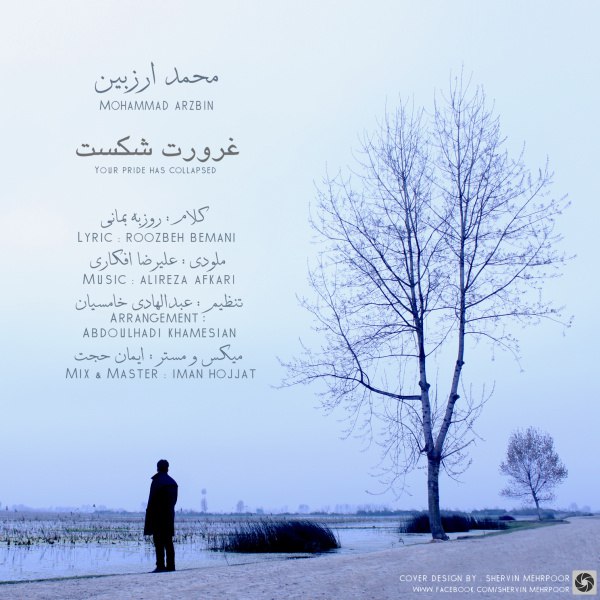 محمد ارزبین
MOHAMMAD ARZBIN
غرورت شکست
YOUR PRIDE HAS COLLAPSED
کلام : روزبه بمانی
LYRIC : ROOZBEH BEMANI
ملودی : علیرضا افکاری
MUSIC : ALIREZA AFKARI
تنظیم : عبدالهادی خامسیان
ARRANGEMENT :
ABDOULHADI KHAMESIAN
میکس و مستر : ایمان حجت
MIX & MASTER : IMAN HOJJAT
COVER DESIGN BY : SHERVIN MEHRPOOR
WWW.FACEBOOK.COM/SHERVIN.MEHRPOOR